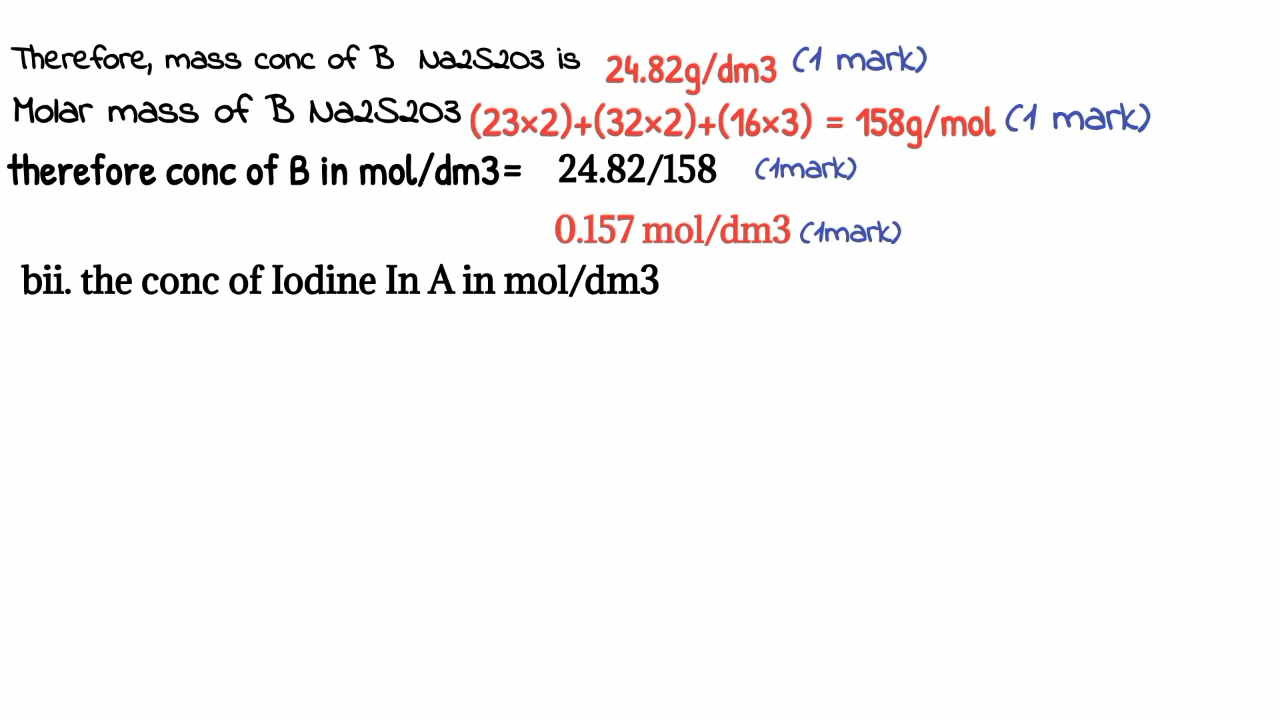 Therefore, mass conc of B Na2S2O3 is 24.82g/dm3 (1 mark)
Molar mass of B Na2S2O3 (23×2)+(32×2)+(16×3) = 158g/mol (1 mark)
therefore conc of B in mol/dm3= 24.82/158 (1mark)
0.157 mol/dm3 (1mark)
bii. the conc of Iodine In A in mol/dm3